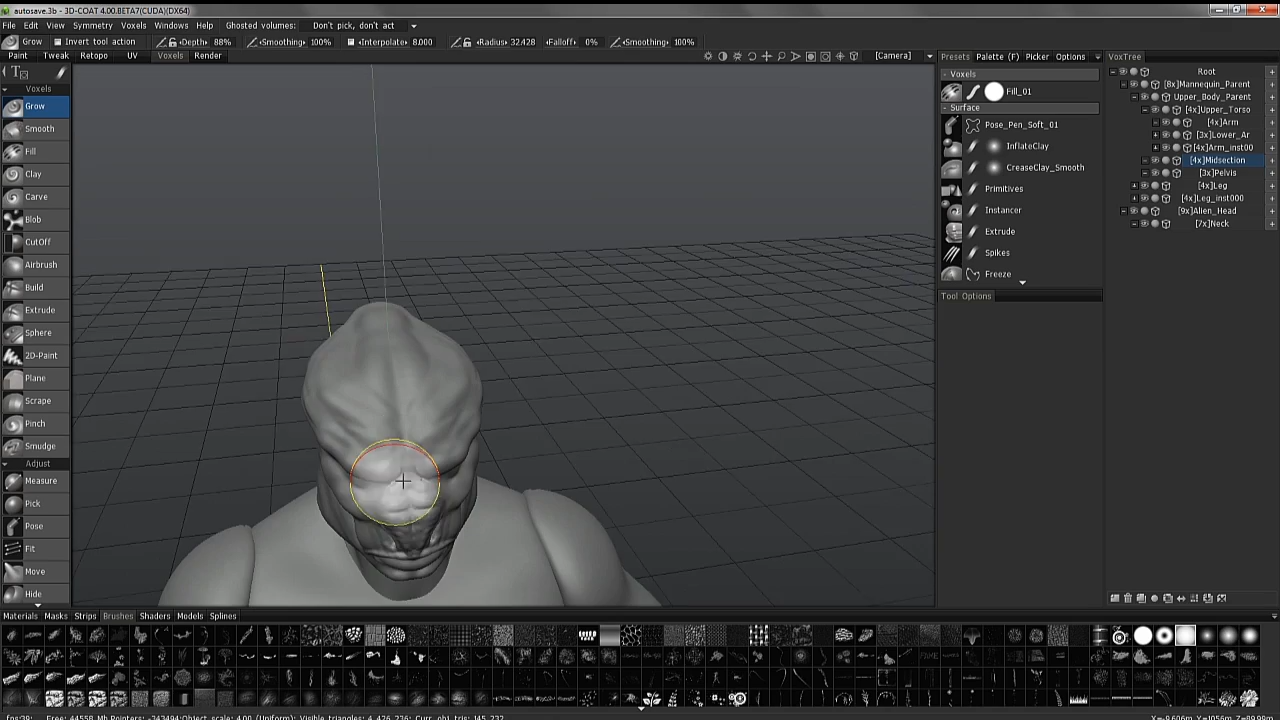 autosave.3b - 3D-COAT 4.00.BETA7(CUDA)(DX64)
File Edit View Symmetry Voxels Windows Help Ghosted volumes: Don't pick, don't act
Grow Invert tool action Depth: 88% Smoothing: 100% Interpolate: 8.000 Radius: 32.428 Falloff: 0% Smoothing: 100%
Paint Tweak Retopo UV Voxels Render [Camera] Presets Palette (F) Picker Options VoxTree
Voxels
Grow
Smooth
Fill
Clay
Carve
Blob
CutOff
Airbrush
Build
Extrude
Sphere
2D-Paint
Plane
Scrape
Pinch
Smudge
Adjust
Measure
Pick
Pose
Fit
Move
Hide
Voxels
Fill_01
Surface
Pose_Pen_Soft_01
InflateClay
CreaseClay_Smooth
Primitives
Instancer
Extrude
Spikes
Freeze
Tool Options
Root
[8x]Mannequin_Parent
Upper_Body_Parent
[4x]Upper_Torso
[4x]Arm
[3x]Lower_Ar
[4x]Arm_inst00
[4x]Midsection
[3x]Pelvis
[4x]Leg
[4x]Leg_inst000
[9x]Alien_Head
[7x]Neck
Materials Masks Strips Brushes Shaders Models Splines